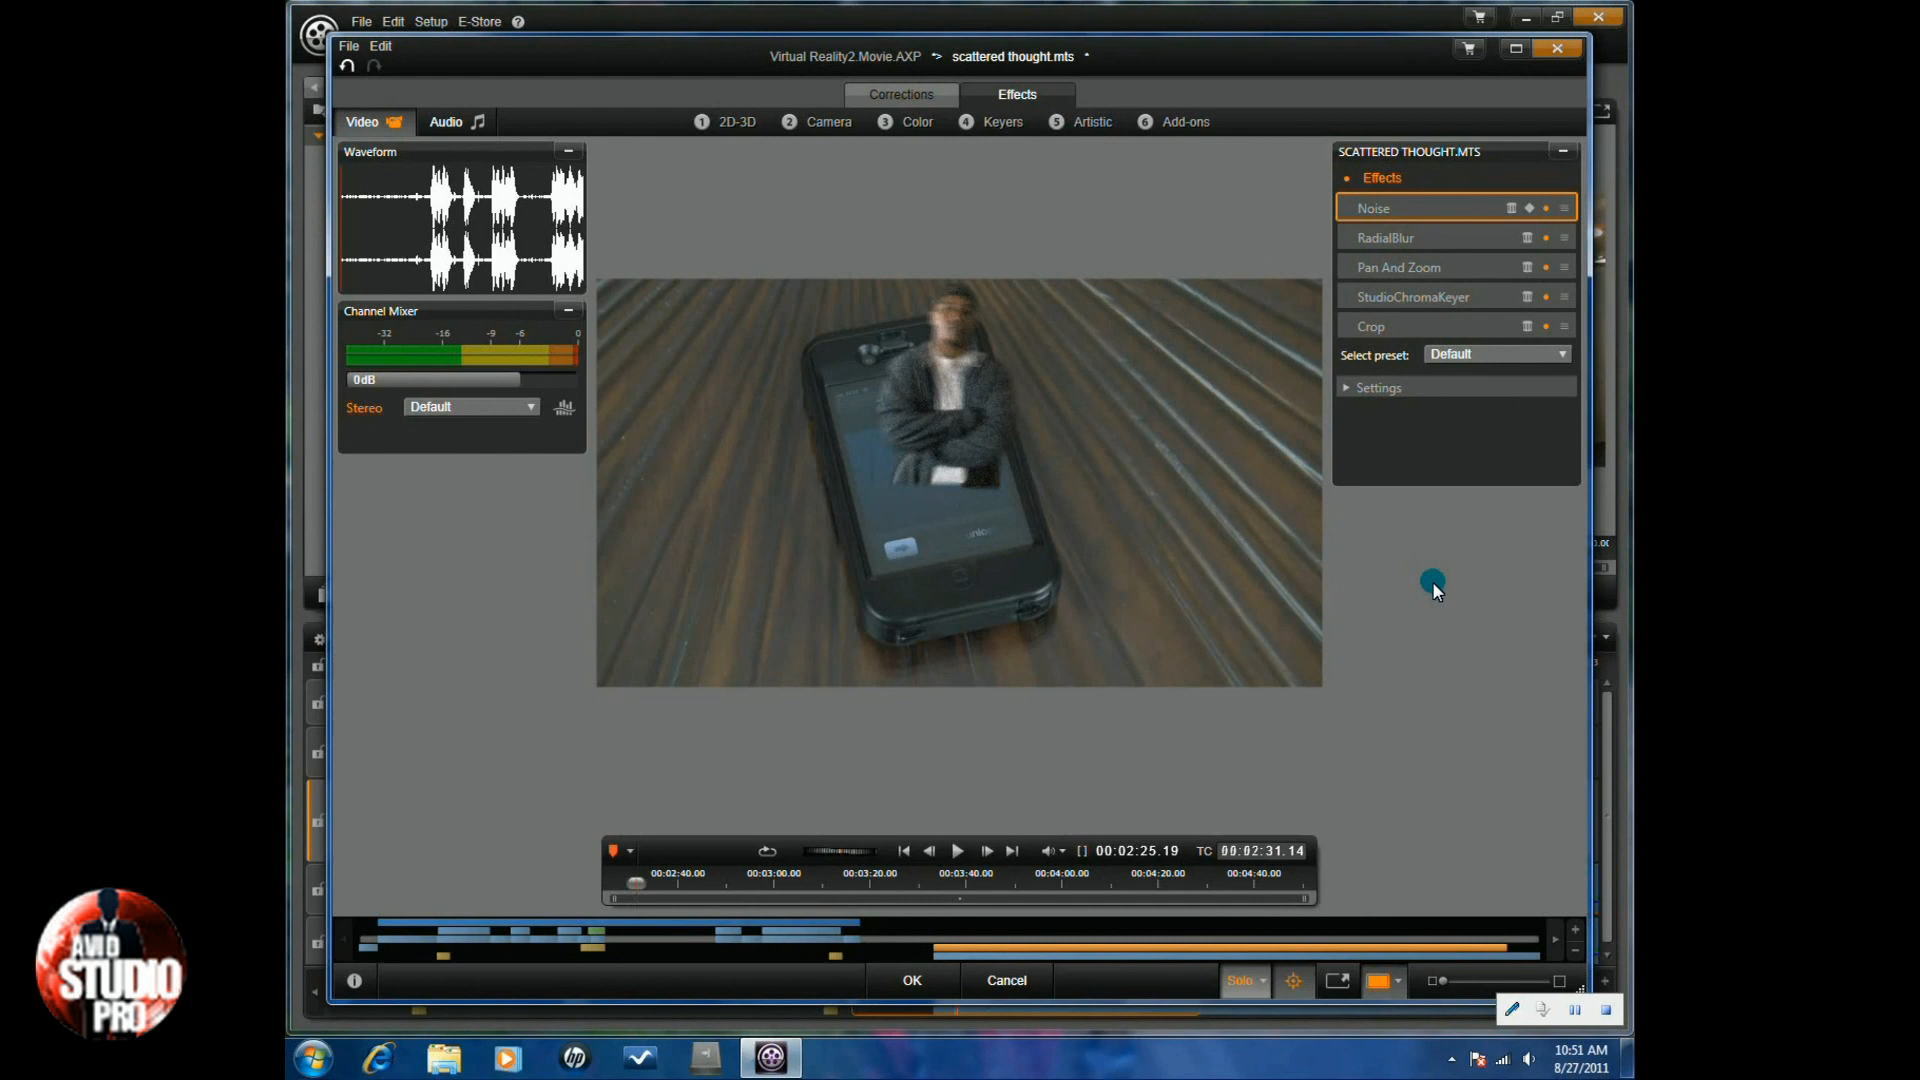 File Edit Setup E-Store ?
File Edit
Virtual Reality2.Movie.AXP scattered thought.mts
Corrections Effects
Video Audio 1 2D-3D 2 Camera 3 Color 4 Keyers 5 Artistic 6 Add-ons
Waveform
SCATTERED THOUGHT.MTS
Effects
Noise
RadialBlur
Pan And Zoom
StudioChromaKeyer
Crop
Select preset: Default
Settings
Channel Mixer
-32 -16 -9 -6 0
0dB
Stereo Default
[] 00:02:25.19 TC 00:02:31.14
00:02:40.00 00:03:00.00 00:03:20.00 00:03:40.00 00:04:00.00 00:04:20.00 00:04:40.00
OK Cancel Solo
AVID
STUDIO
PRO
hp
10:51 AM
8/27/2011